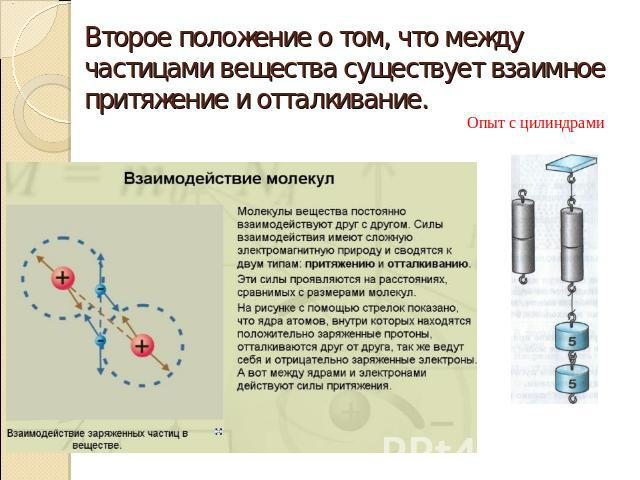 Второе положение о том, что между
частицами вещества существует взаимное
притяжение и отталкивание.
Опыт с цилиндрами
Взаимодействие молекул
Молекулы вещества постоянно
взаимодействуют друг с другом. Силы
взаимодействия имеют сложную
электромагнитную природу и сводятся к
двум типам: притяжению и отталкиванию.
Эти силы проявляются на расстояниях,
сравнимых с размерами молекул.
На рисунке с помощью стрелок показано,
что ядра атомов, внутри которых находятся
положительно заряженные протоны,
отталкиваются друг от друга, так же ведут
себя и отрицательно заряженные электроны.
А вот между ядрами и электронами
действуют силы притяжения.
+
-
-
+
Взаимодействие заряженных частиц в
веществе.
5
5